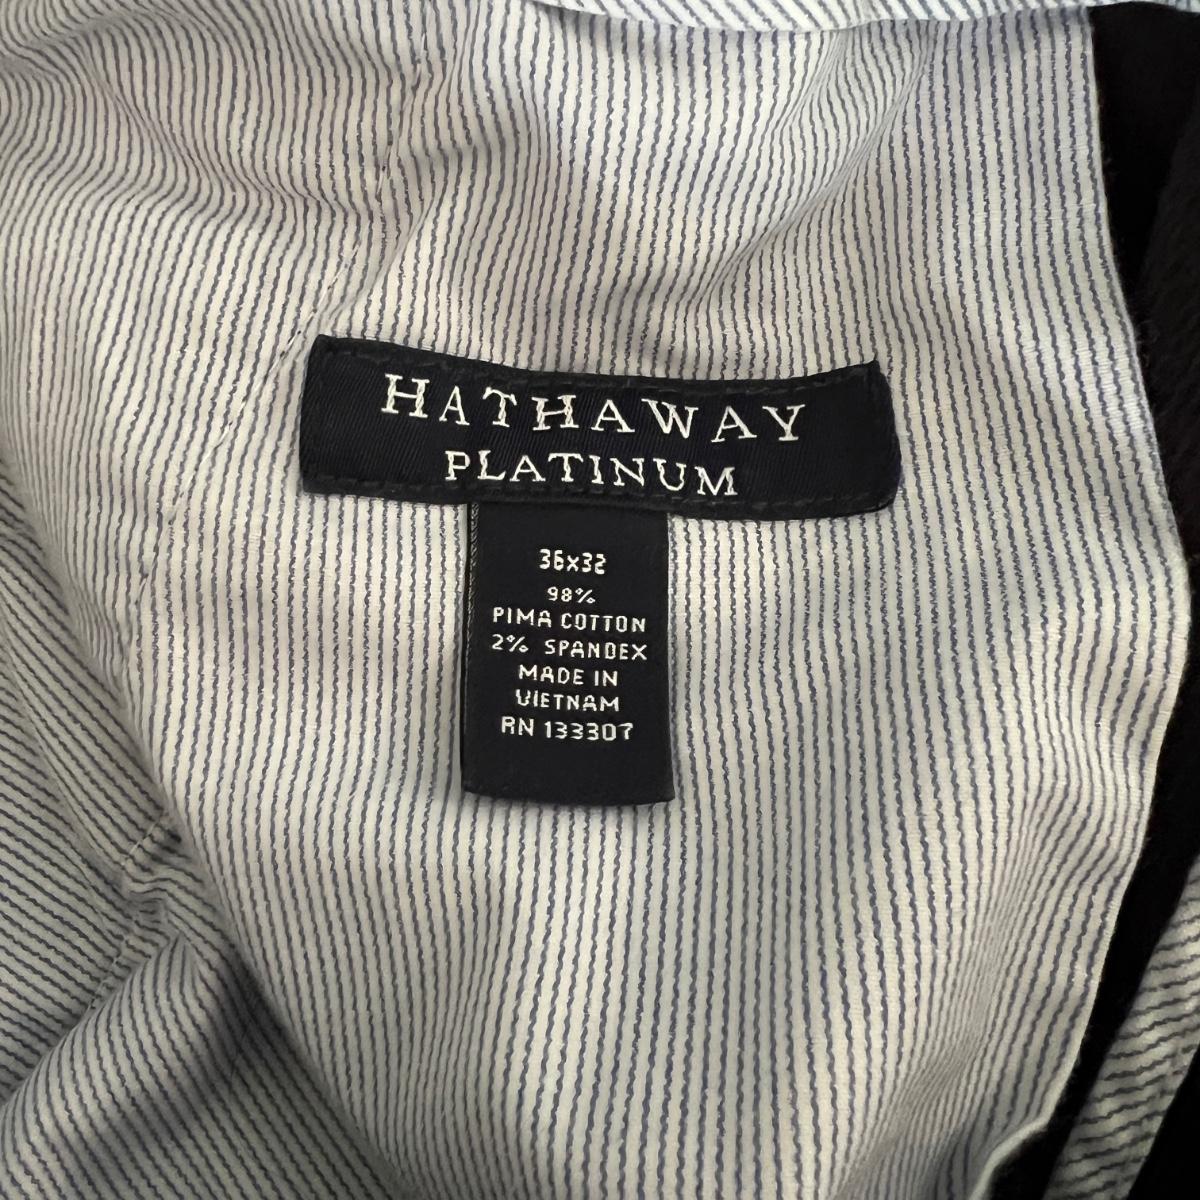 HATHAWAY
PLATINUM
36x32
98%
PIMA COTTON
2% SPANDEX
MADE IN
VIETNAM
RN 133307